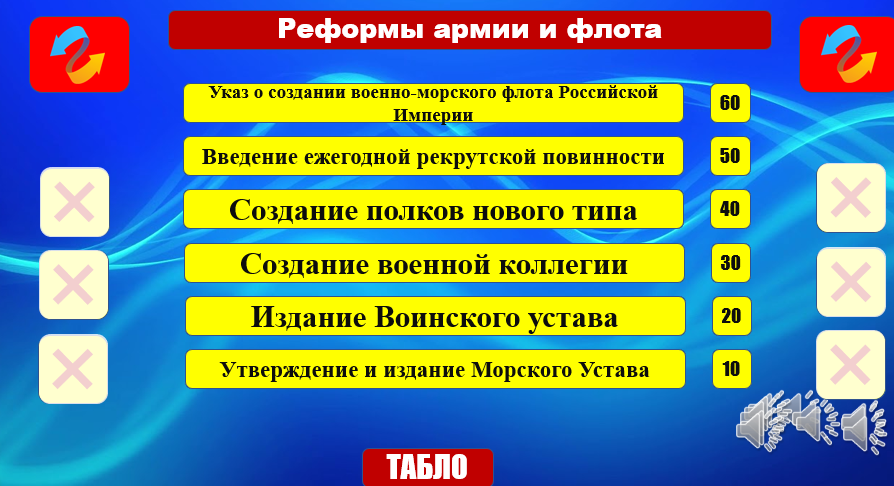 Реформы армии и флота
Указ о создании военно-морского флота Российской
Империи
60
Введение ежегодной рекрутской повинности
50
Создание полков нового типа
40
Создание военной коллегии
30
Издание Воинского устава
20
Утверждение и издание Морского Устава
10
ТАБЛО